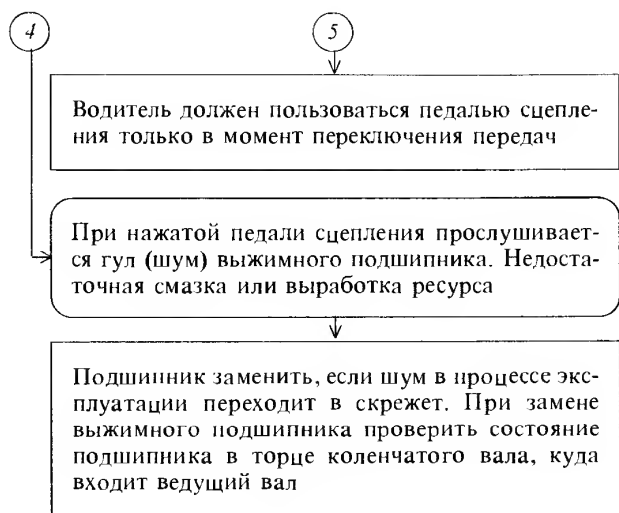 4
5
Водитель должен пользоваться педалью сцепле-
ния только в момент переключения передач
При нажатой педали сцепления прослушивает-
ся гул (шум) выжимного подшипника. Недоста-
точная смазка или выработка ресурса
Подшипник заменить, если шум в процессе экс-
плуатации переходит в скрежет. При замене
выжимного подшипника проверить состояние
подшипника в торце коленчатого вала, куда
входит ведущий вал